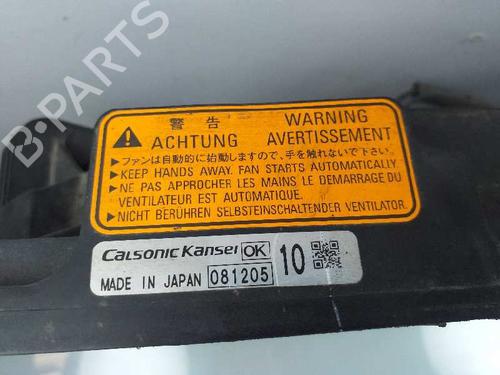 警告 WARNING
ACHTUNG AVERTISSEMENT
▶ファンは自動的に始動しますので、手を触れないで下さい。
▶KEEP HANDS AWAY. FAN STARTS AUTOMATICALLY.
▶NE PAS APPROCHER LES MAINS LE DEMARRAGE DU
VENTILATEUR EST AUTOMATIQUE.
▶NICHT BERÜHREN SELBSTEINSCHALTENDER VENTILATOR.
CalsonicKansei OK 10
MADE IN JAPAN 081205
B-PARTS